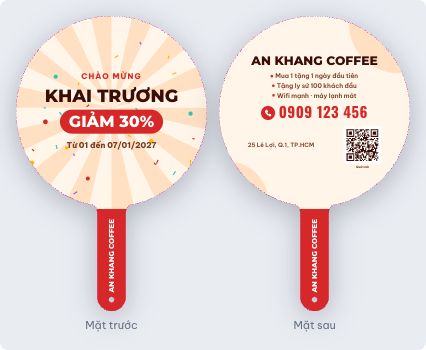 CHÀO MỪNG
KHAI TRƯƠNG
GIẢM 30%
Từ 01 đến 07/01/2027
AN KHANG COFFEE
Mặt trước
AN KHANG COFFEE
• Mua 1 tặng 1 ngày đầu tiên
• Tặng ly sứ 100 khách đầu
• Wifi mạnh · máy lạnh mát
0909 123 456
25 Lê Lợi, Q.1, TP.HCM
AN KHANG COFFEE
Mặt sau